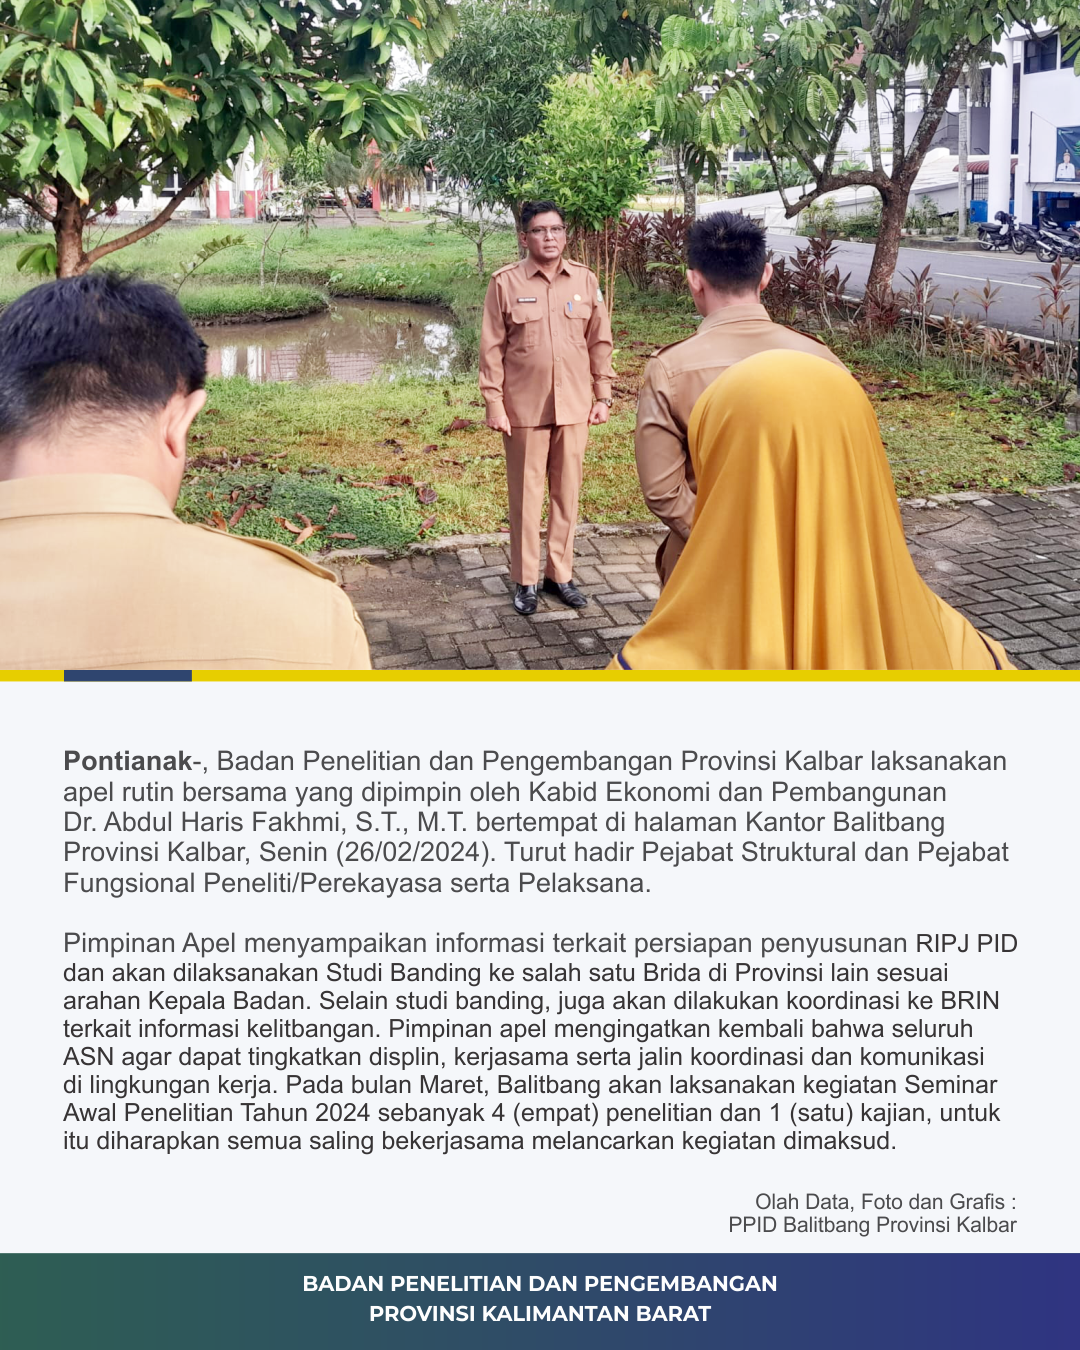 Pontianak-, Badan Penelitian dan Pengembangan Provinsi Kalbar laksanakan
apel rutin bersama yang dipimpin oleh Kabid Ekonomi dan Pembangunan
Dr. Abdul Haris Fakhmi, S.T., M.T. bertempat di halaman Kantor Balitbang
Provinsi Kalbar, Senin (26/02/2024). Turut hadir Pejabat Struktural dan Pejabat
Fungsional Peneliti/Perekayasa serta Pelaksana.
Pimpinan Apel menyampaikan informasi terkait persiapan penyusunan RIPJ PID
dan akan dilaksanakan Studi Banding ke salah satu Brida di Provinsi lain sesuai
arahan Kepala Badan. Selain studi banding, juga akan dilakukan koordinasi ke BRIN
terkait informasi kelitbangan. Pimpinan apel mengingatkan kembali bahwa seluruh
ASN agar dapat tingkatkan displin, kerjasama serta jalin koordinasi dan komunikasi
di lingkungan kerja. Pada bulan Maret, Balitbang akan laksanakan kegiatan Seminar
Awal Penelitian Tahun 2024 sebanyak 4 (empat) penelitian dan 1 (satu) kajian, untuk
itu diharapkan semua saling bekerjasama melancarkan kegiatan dimaksud.
Olah Data, Foto dan Grafis :
PPID Balitbang Provinsi Kalbar
BADAN PENELITIAN DAN PENGEMBANGAN
PROVINSI KALIMANTAN BARAT